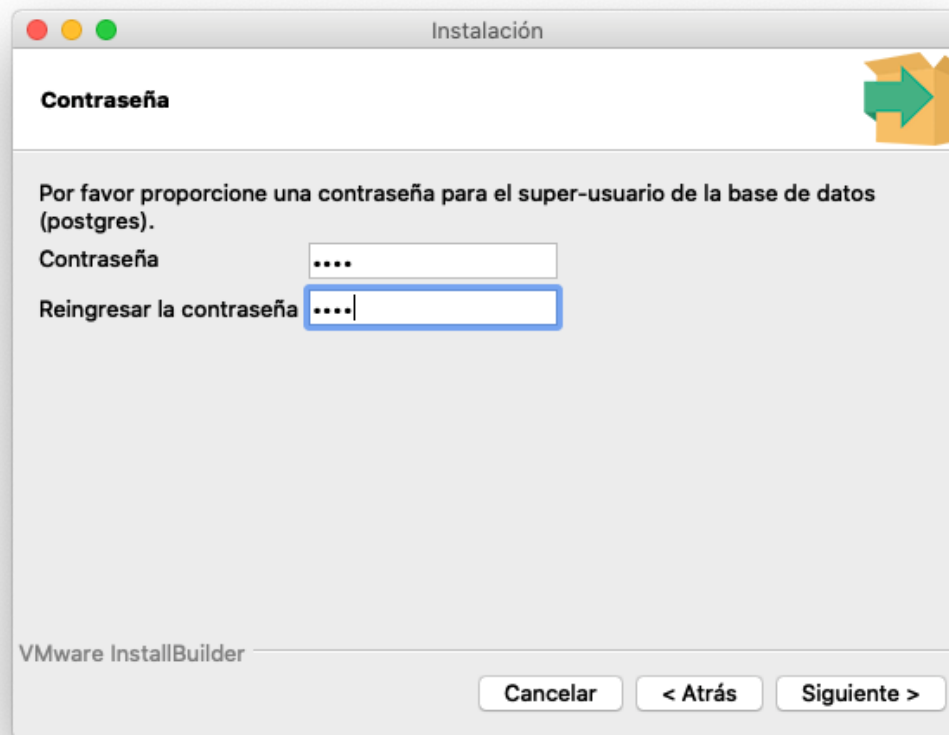 Instalación
Contraseña
Por favor proporcione una contraseña para el super-usuario de la base de datos
(postgres).
Contraseña ••••
Reingresar la contraseña ••••
VMware InstallBuilder
Cancelar < Atrás Siguiente >